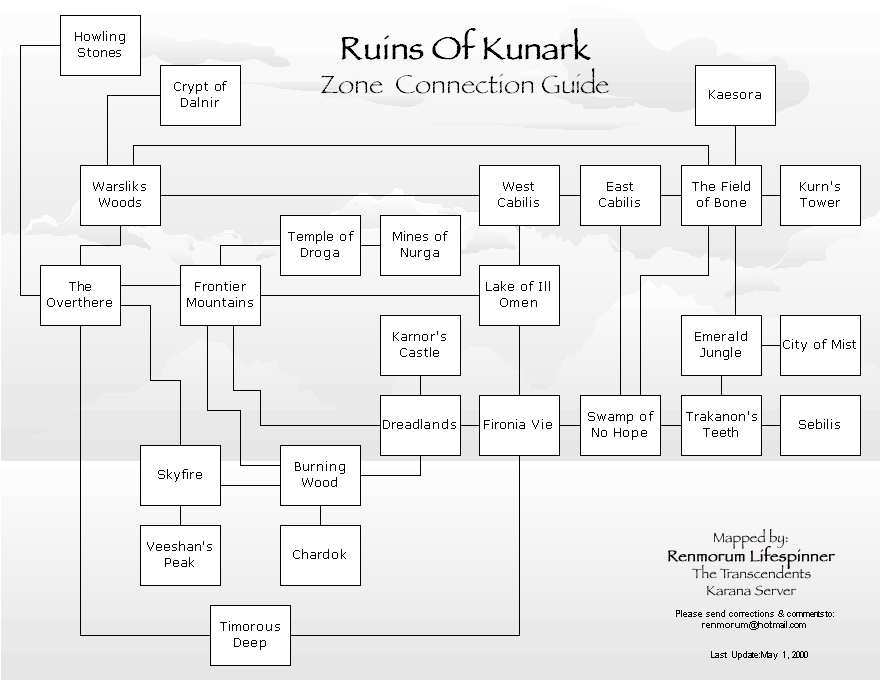 Howling
Stones
Ruins Of Kunark
Zone Connection Guide
Crypt of
Dalnir
Kaesora
Warsliks
Woods
West
Cabilis
East
Cabilis
The Field
of Bone
Kurn's
Tower
Temple of
Droga
Mines of
Nurga
The
Overthere
Frontier
Mountains
Lake of Ill
Omen
Karnor's
Castle
Emerald
Jungle
City of Mist
Dreadlands
Fironia Vie
Swamp of
No Hope
Trakanon's
Teeth
Sebilis
Skyfire
Burning
Wood
Veeshan's
Peak
Chardok
Timorous
Deep
Mapped by:
Renmorum Lifespinner
The Transcendents
Karana Server
Please send corrections & comments to:
renmorum@hotmail.com
Last Update:May 1, 2000